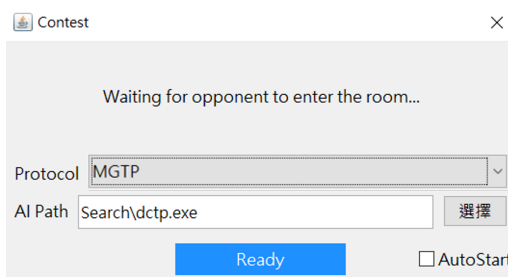 Contest
Waiting for opponent to enter the room...
Protocol MGTP
AI Path Search\dctp.exe 選擇
Ready AutoStart